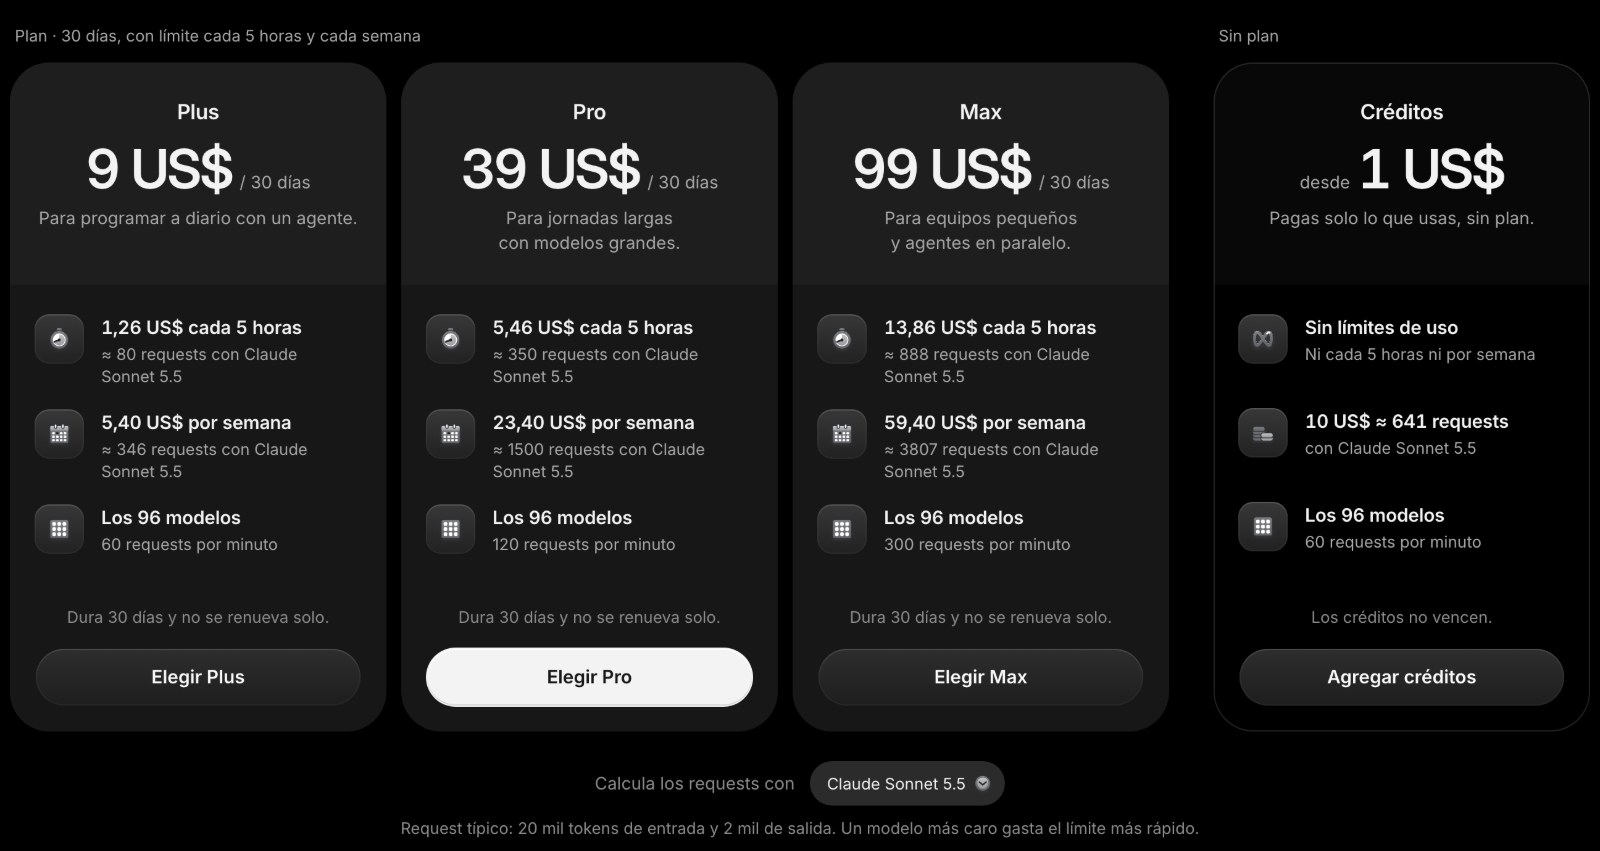 Plan · 30 días, con límite cada 5 horas y cada semana
Plus
9 US$ / 30 días
Para programar a diario con un agente.
1,26 US$ cada 5 horas
≈ 80 requests con Claude
Sonnet 5.5
5,40 US$ por semana
≈ 346 requests con Claude
Sonnet 5.5
Los 96 modelos
60 requests por minuto
Dura 30 días y no se renueva solo.
Elegir Plus
Pro
39 US$ / 30 días
Para jornadas largas
con modelos grandes.
5,46 US$ cada 5 horas
≈ 350 requests con Claude
Sonnet 5.5
23,40 US$ por semana
≈ 1500 requests con Claude
Sonnet 5.5
Los 96 modelos
120 requests por minuto
Dura 30 días y no se renueva solo.
Elegir Pro
Max
99 US$ / 30 días
Para equipos pequeños
y agentes en paralelo.
13,86 US$ cada 5 horas
≈ 888 requests con Claude
Sonnet 5.5
59,40 US$ por semana
≈ 3807 requests con Claude
Sonnet 5.5
Los 96 modelos
300 requests por minuto
Dura 30 días y no se renueva solo.
Elegir Max
Sin plan
Créditos
desde 1 US$
Pagas solo lo que usas, sin plan.
Sin límites de uso
Ni cada 5 horas ni por semana
10 US$ ≈ 641 requests
con Claude Sonnet 5.5
Los 96 modelos
60 requests por minuto
Los créditos no vencen.
Agregar créditos
Calcula los requests con Claude Sonnet 5.5
Request típico: 20 mil tokens de entrada y 2 mil de salida. Un modelo más caro gasta el límite más rápido.